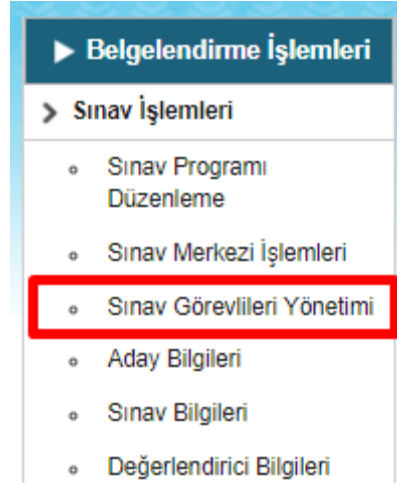 Belgelendirme İşlemleri
Sınav İşlemleri
Sınav Programı
Düzenleme
Sınav Merkezi İşlemleri
Sınav Görevlileri Yönetimi
Aday Bilgileri
Sınav Bilgileri
Değerlendirici Bilgileri